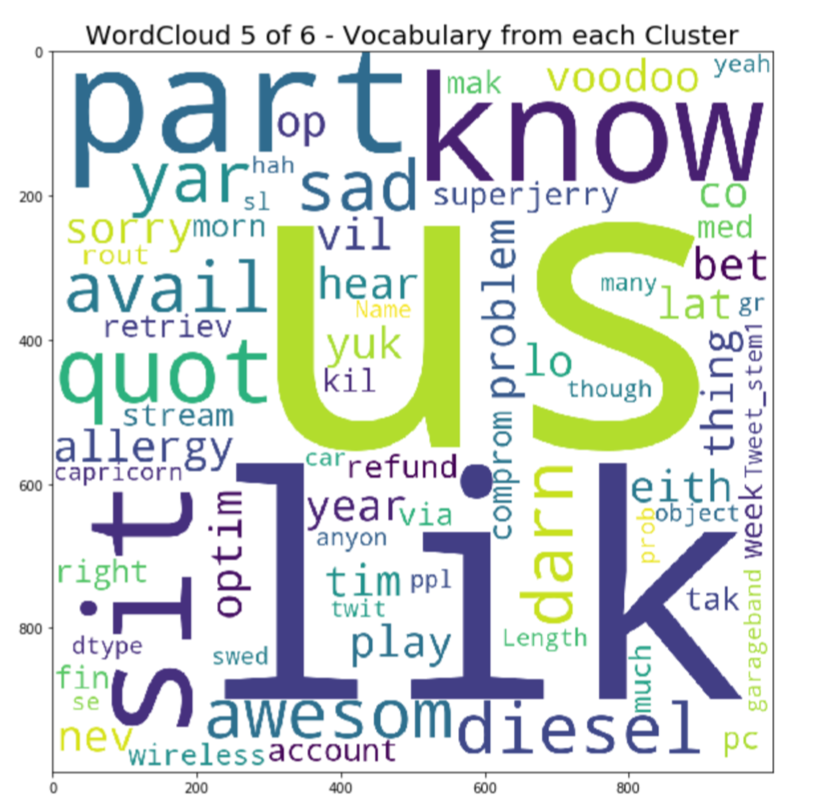 WordCloud 5 of 6 - Vocabulary from each Cluster
0
200
400
600
800
0
200
400
600
800
part
op
mak
voodoo
yeah
know
yar
hah
sl
sad
superjerry
co
sorry
morn
med
rout
vil
us
problem
bet
avail
hear
many
lat
gr
Name
retriev
yuk
lo
thing
Tweet_stem1
quot
kil
though
stream
allergy
comprom
car
refund
capricorn
lik
eith
sit
optim
year
via
darn
prob
object
week
anyon
right
tim
ppl
tak
twit
garageband
dtype
play
Length
swed
much
fin
se
awesom
diesel
nev
pc
wireless
account